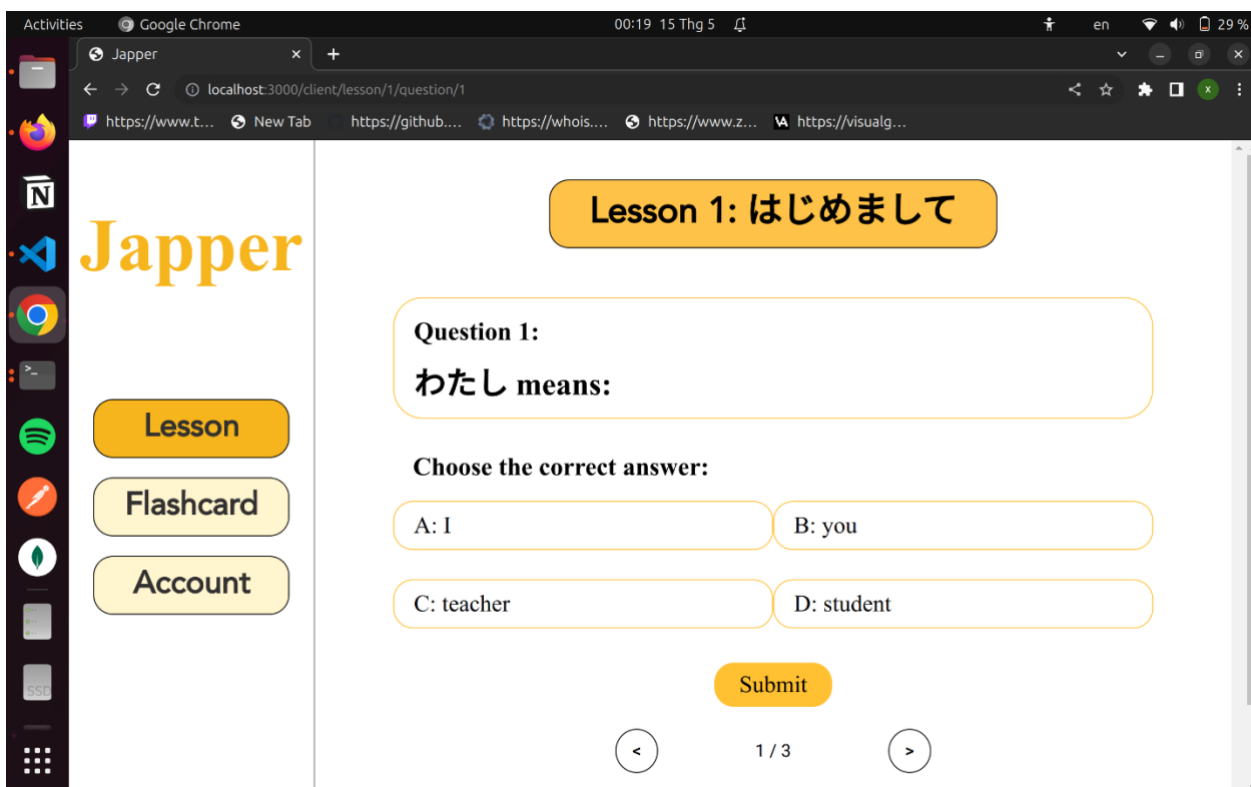 Activities Google Chrome 00:19 15 Thg 5 en 29 %
Japper
localhost:3000/client/lesson/1/question/1
https://www.t... New Tab https://github.... https://whois.... https://www.z... https://visualg...
Japper
Lesson
Flashcard
Account
Lesson 1: はじめまして
Question 1:
わたし means:
Choose the correct answer:
A: I B: you
C: teacher D: student
Submit
< 1 / 3 >
SSD